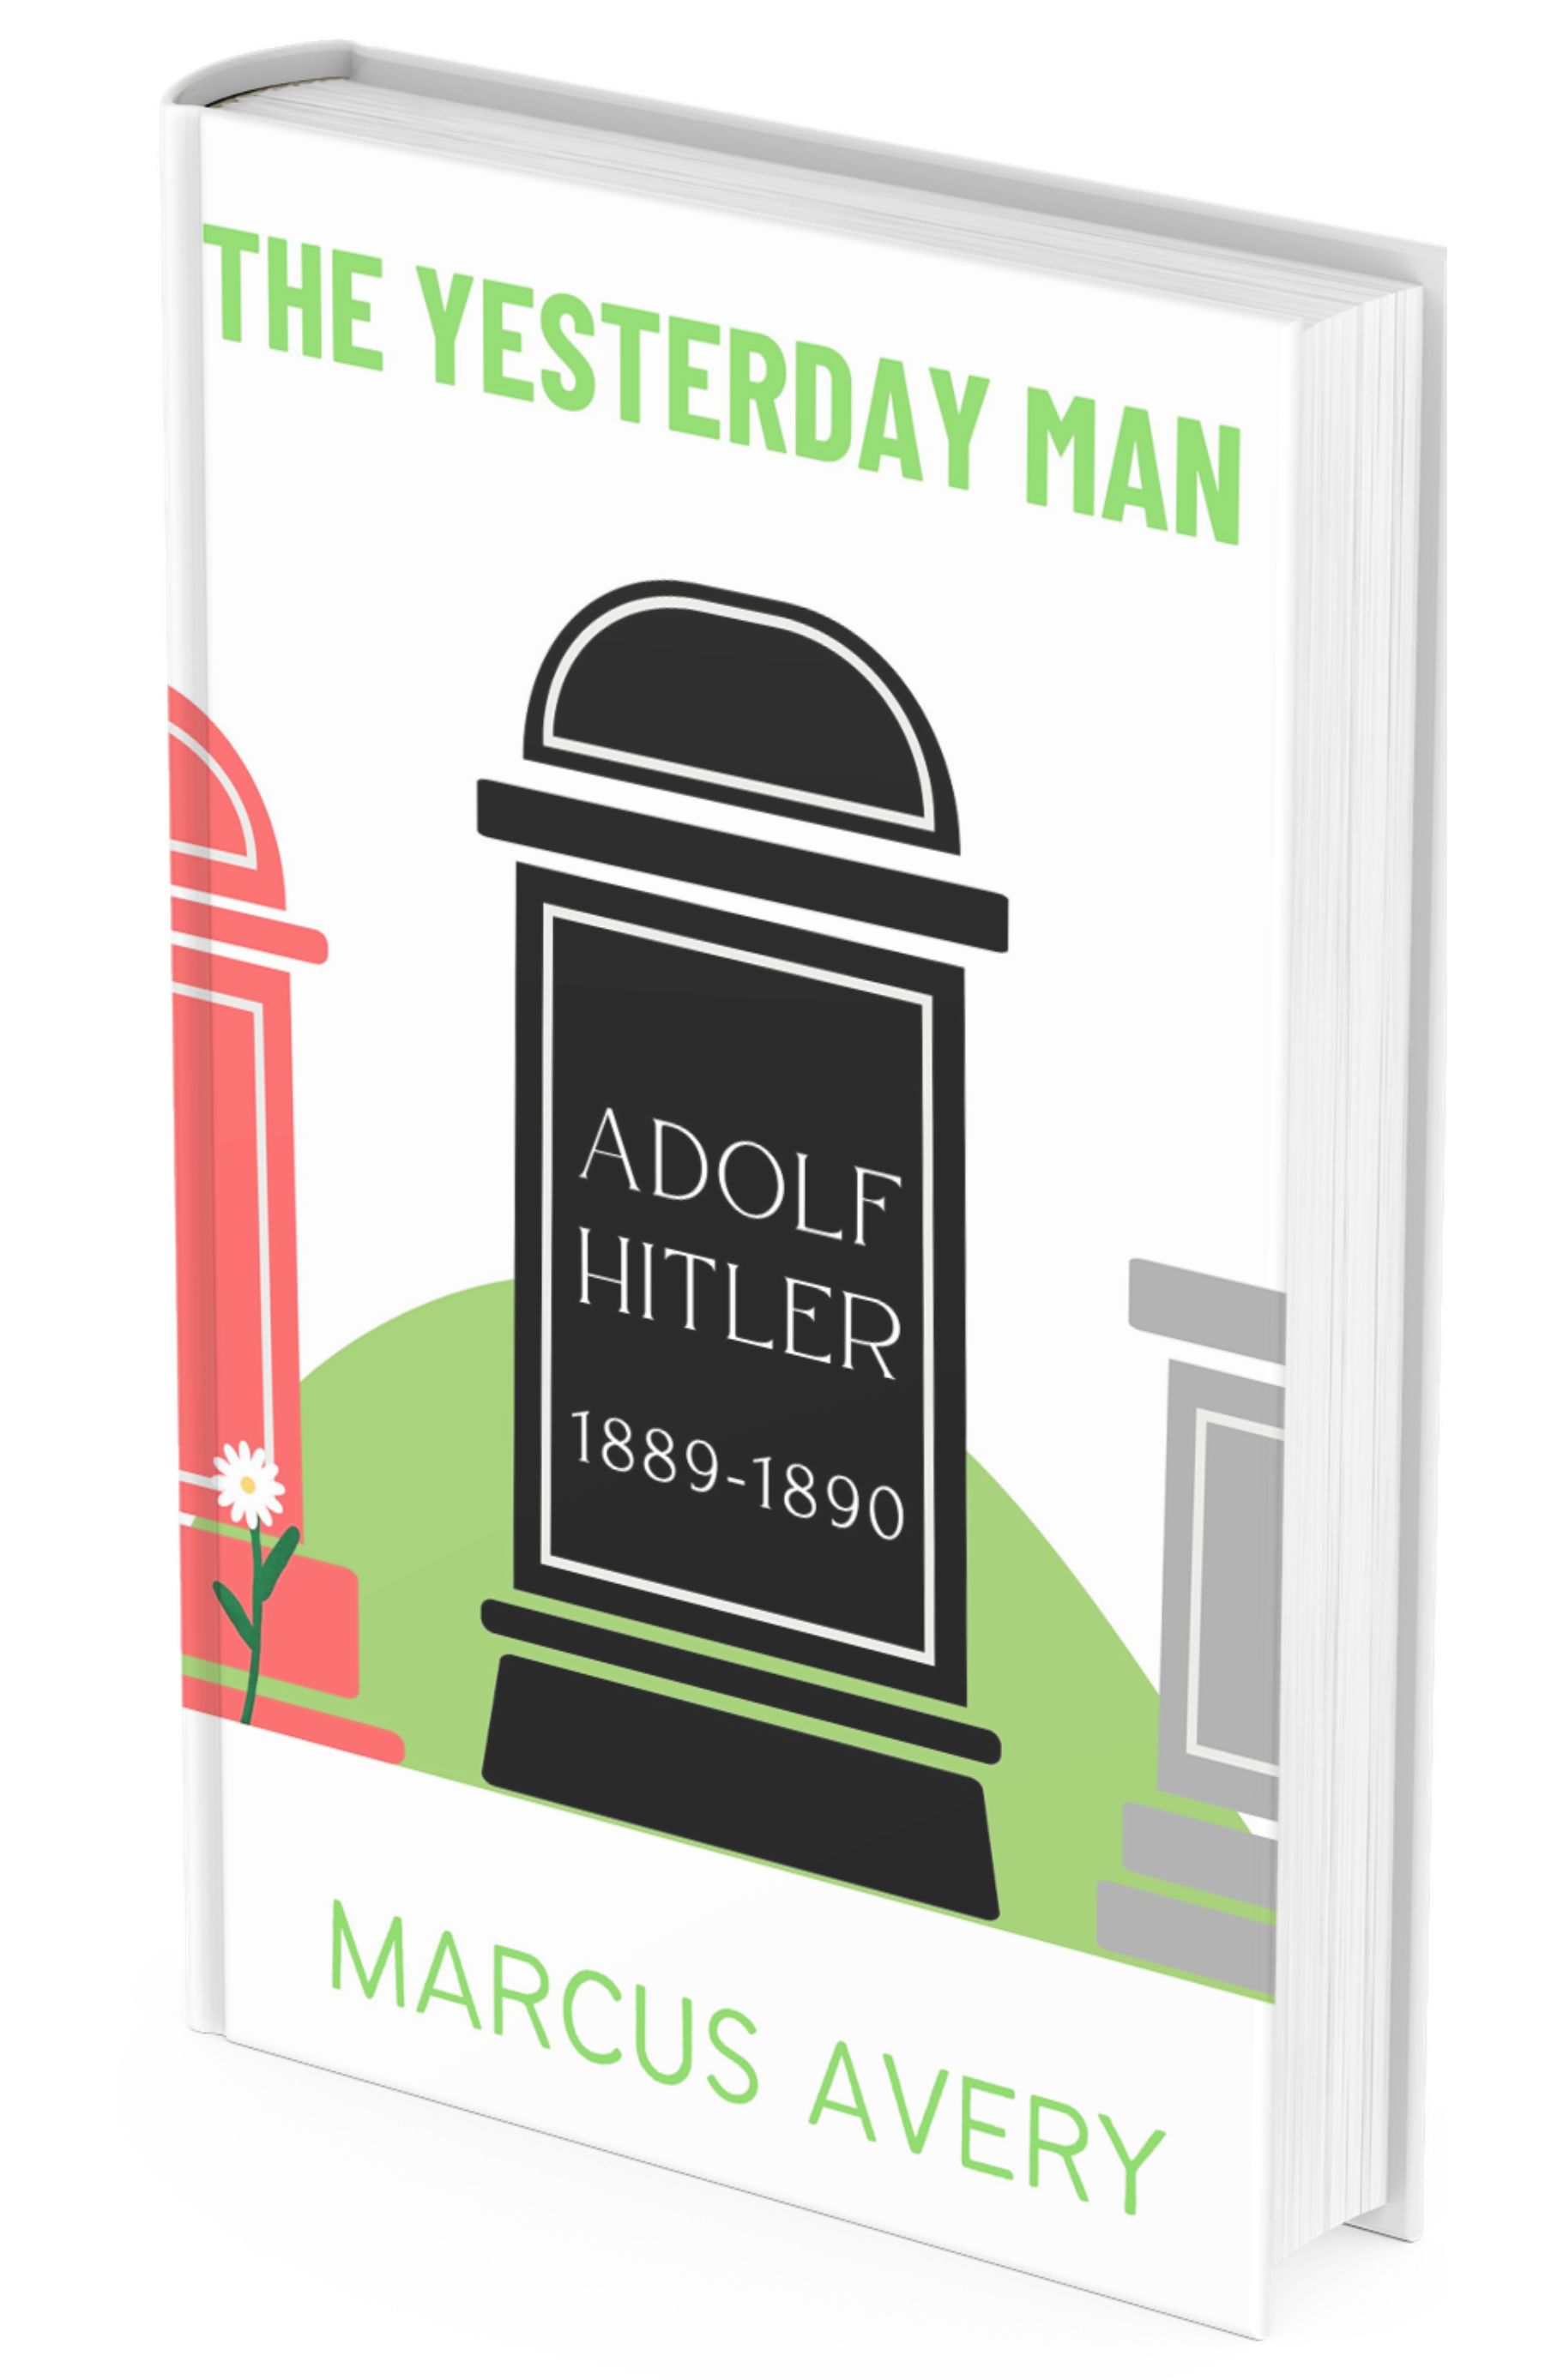 THE YESTERDAY MAN
ADOLF
HITLER
1889-1890
MARCUS AVERY